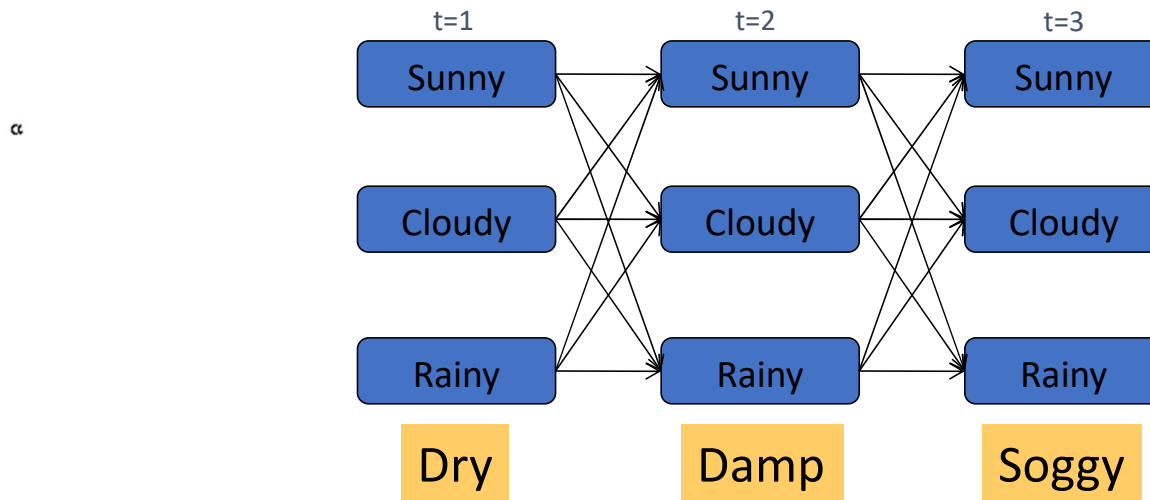 t=1 t=2 t=3
Sunny Sunny Sunny
α
Cloudy Cloudy Cloudy
Rainy Rainy Rainy
Dry Damp Soggy